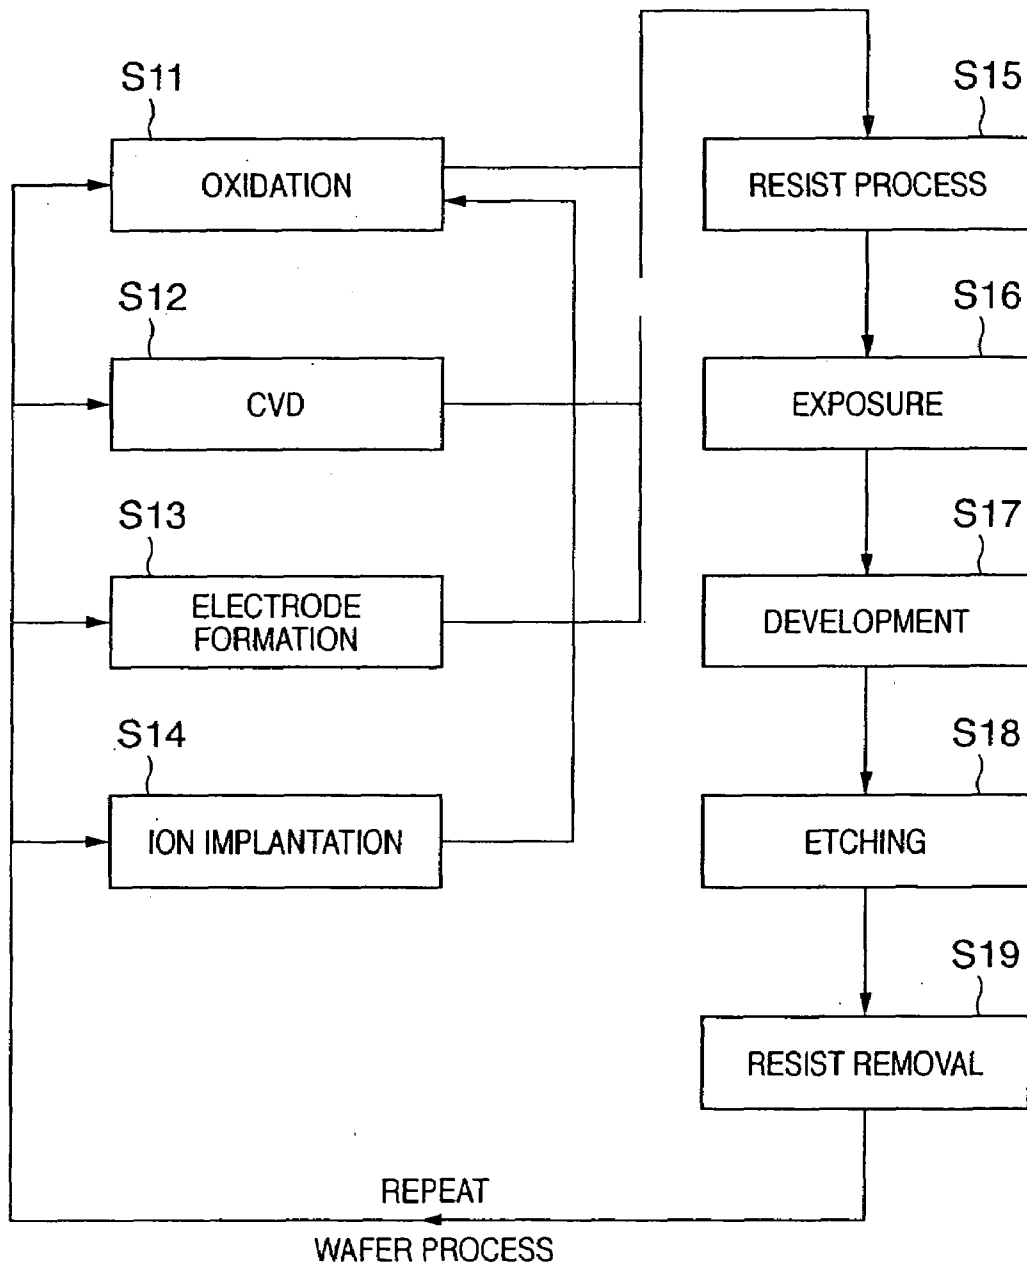 S11
OXIDATION
S12
CVD
S13
ELECTRODE
FORMATION
S14
ION IMPLANTATION
S15
RESIST PROCESS
S16
EXPOSURE
S17
DEVELOPMENT
S18
ETCHING
S19
RESIST REMOVAL
REPEAT
WAFER PROCESS